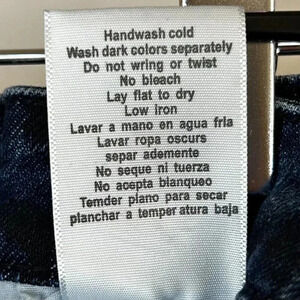 Handwash cold
Wash dark colors separately
Do not wring or twist
No bleach
Lay flat to dry
Low iron
Lavar a mano en agua fria
Lavar ropa oscurs
separ ademente
No seque ni tuerza
No acepta blanqueo
Temder piano para secar
planchar a temper atura baja